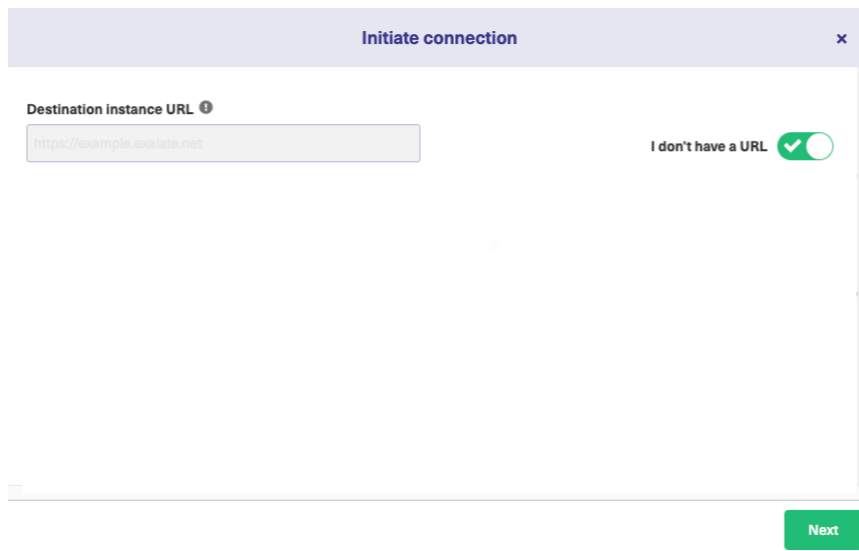 Initiate connection
Destination instance URL
https://example.exalate.net
I don't have a URL
Next